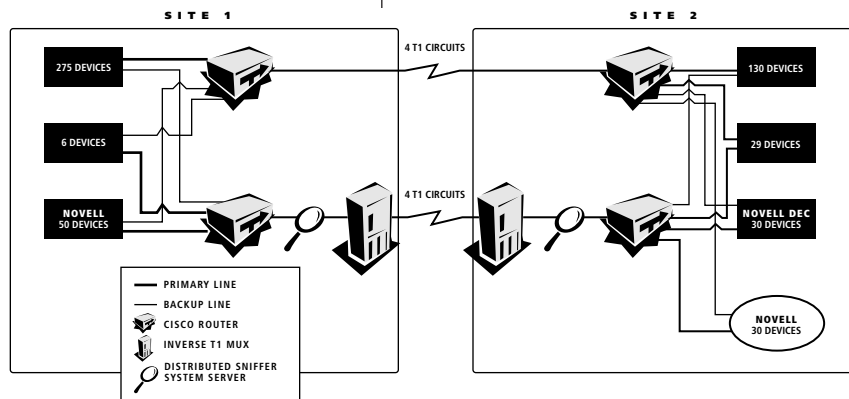 SITE 1
SITE 2
4 T1 CIRCUITS
275 DEVICES
130 DEVICES
6 DEVICES
29 DEVICES
4 T1 CIRCUITS
NOVELL
50 DEVICES
NOVELL DEC
30 DEVICES
PRIMARY LINE
BACKUP LINE
CISCO ROUTER
INVERSE T1 MUX
DISTRIBUTED SNIFFER
SYSTEM SERVER
NOVELL
30 DEVICES